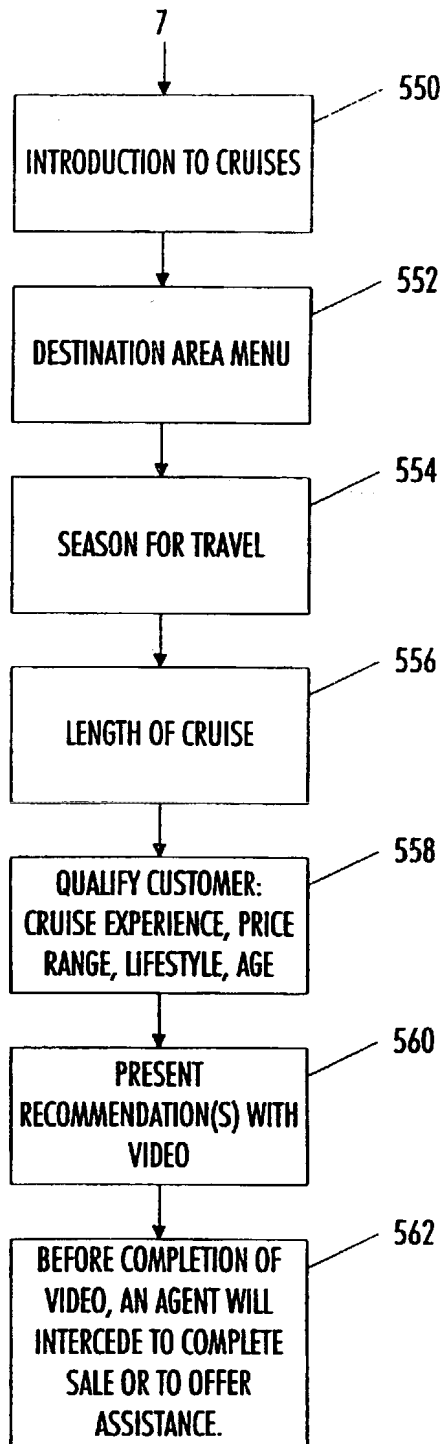 7
550
INTRODUCTION TO CRUISES
552
DESTINATION AREA MENU
554
SEASON FOR TRAVEL
556
LENGTH OF CRUISE
558
QUALIFY CUSTOMER:
CRUISE EXPERIENCE, PRICE
RANGE, LIFESTYLE, AGE
560
PRESENT
RECOMMENDATION(S) WITH
VIDEO
562
BEFORE COMPLETION OF
VIDEO, AN AGENT WILL
INTERCEDE TO COMPLETE
SALE OR TO OFFER
ASSISTANCE.